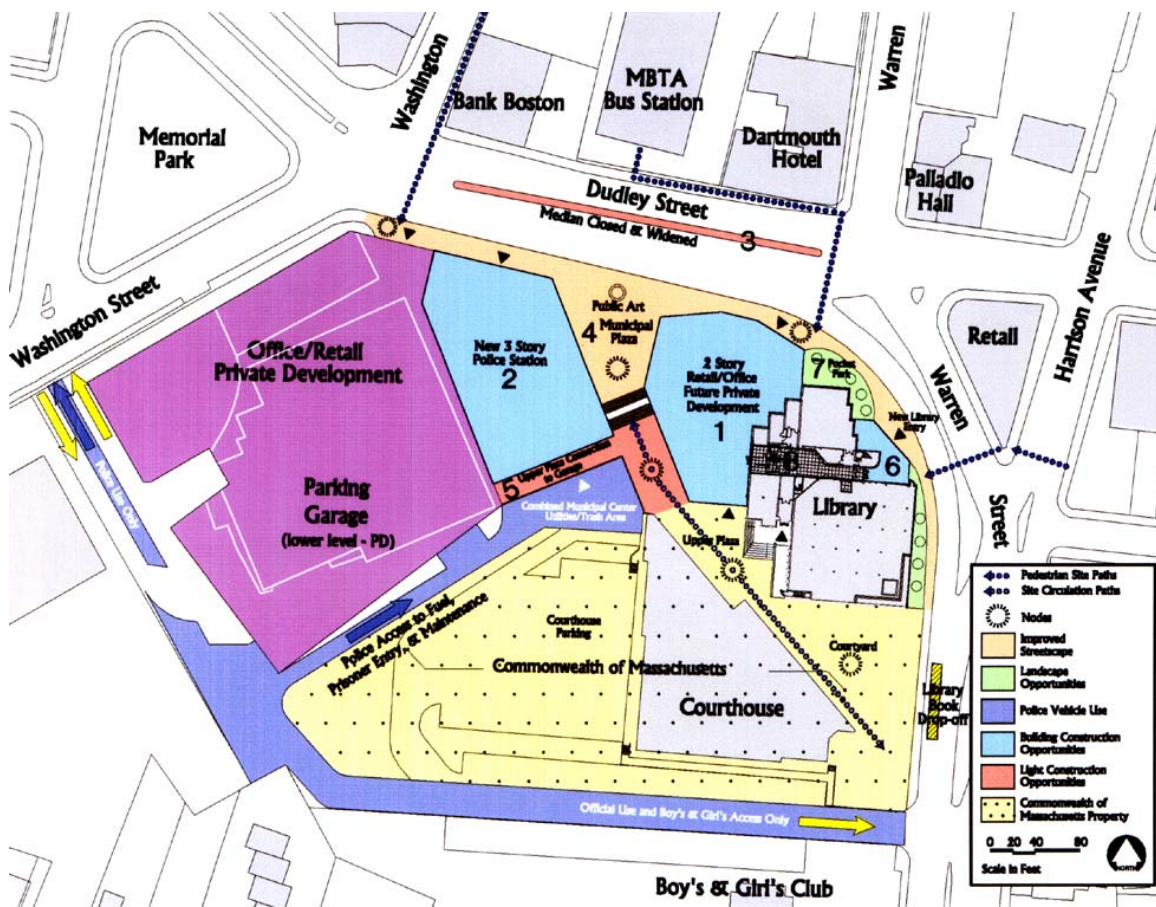 Washington
Bank Boston
MBTA
Bus Station
Warren
Memorial
Park
Dartmouth
Hotel
Palladio
Hall
Dudley Street
Median Closed & Widened
3
Washington Street
Harrison Avenue
Retail
Public Art
4 Municipal
Plaza
Office/Retail
Private Development
New 3 Story
Police Station
2
2 Story
Retail/Office
Future Private
Development
1
7 Pocket
Park
Warren
New Library
Entry
6
Library
Street
Police Use Only
Parking
Garage
(lower level - PD)
5 Upper Plaza Connection
to Garage
Combined Municipal Center
Utilities/Trash Area
Upper Plaza
Police Access to Fuel,
Prisoner Entry, & Maintenance
Courthouse
Parking
Commonwealth of Massachusetts
Courtyard
Courthouse
Library
Book
Drop-off
Official Use and Boy's & Girl's Access Only
Boy's & Girl's Club
Pedestrian Site Paths
Site Circulation Paths
Nodes
Improved
Streetscape
Landscape
Opportunities
Police Vehicle Use
Building Construction
Opportunities
Light Construction
Opportunities
Commonwealth of
Massachusetts Property
0 20 40 80
Scale in Feet
NORTH